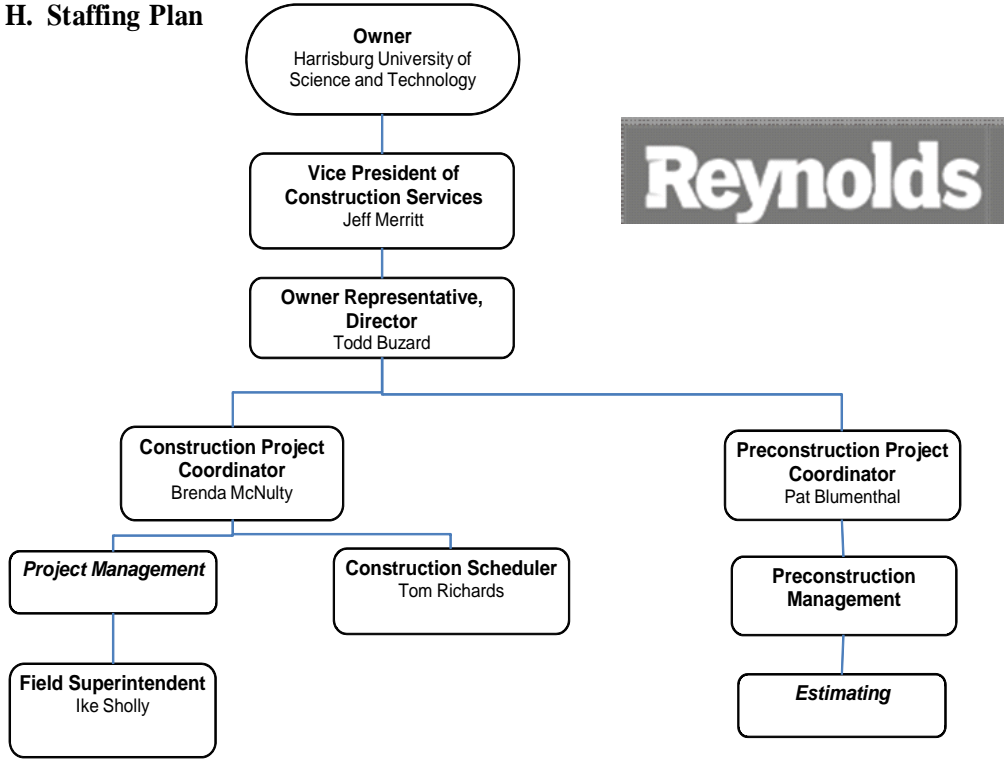 H. Staffing Plan
Owner
Harrisburg University of
Science and Technology
Reynolds
Vice President of
Construction Services
Jeff Merritt
Owner Representative,
Director
Todd Buzard
Construction Project
Coordinator
Brenda McNulty
Preconstruction Project
Coordinator
Pat Blumenthal
Project Management
Construction Scheduler
Tom Richards
Preconstruction
Management
Field Superintendent
Ike Sholly
Estimating